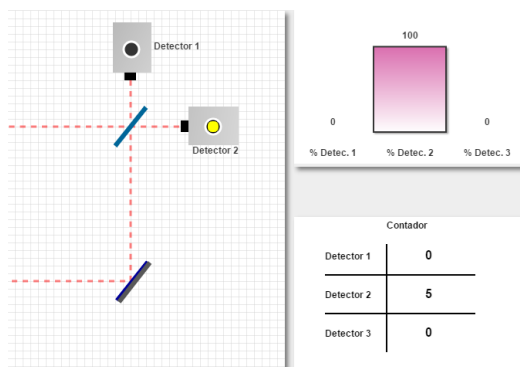 Detector 1
Detector 2
100
0
0
% Detec. 1
% Detec. 2
% Detec. 3
Contador
Detector 1 0
Detector 2 5
Detector 3 0